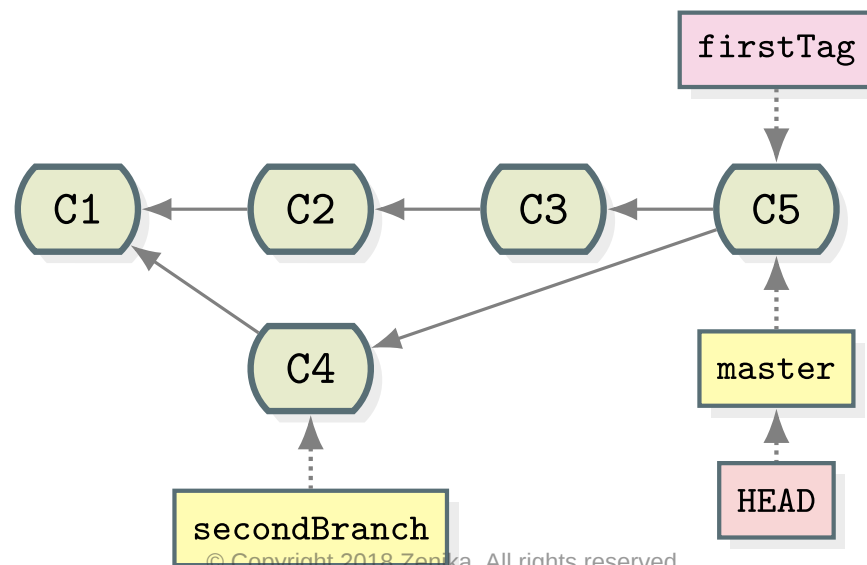 firstTag
C1
C2
C3
C5
C4
master
HEAD
secondBranch
© Copyright 2018 Zenika. All rights reserved